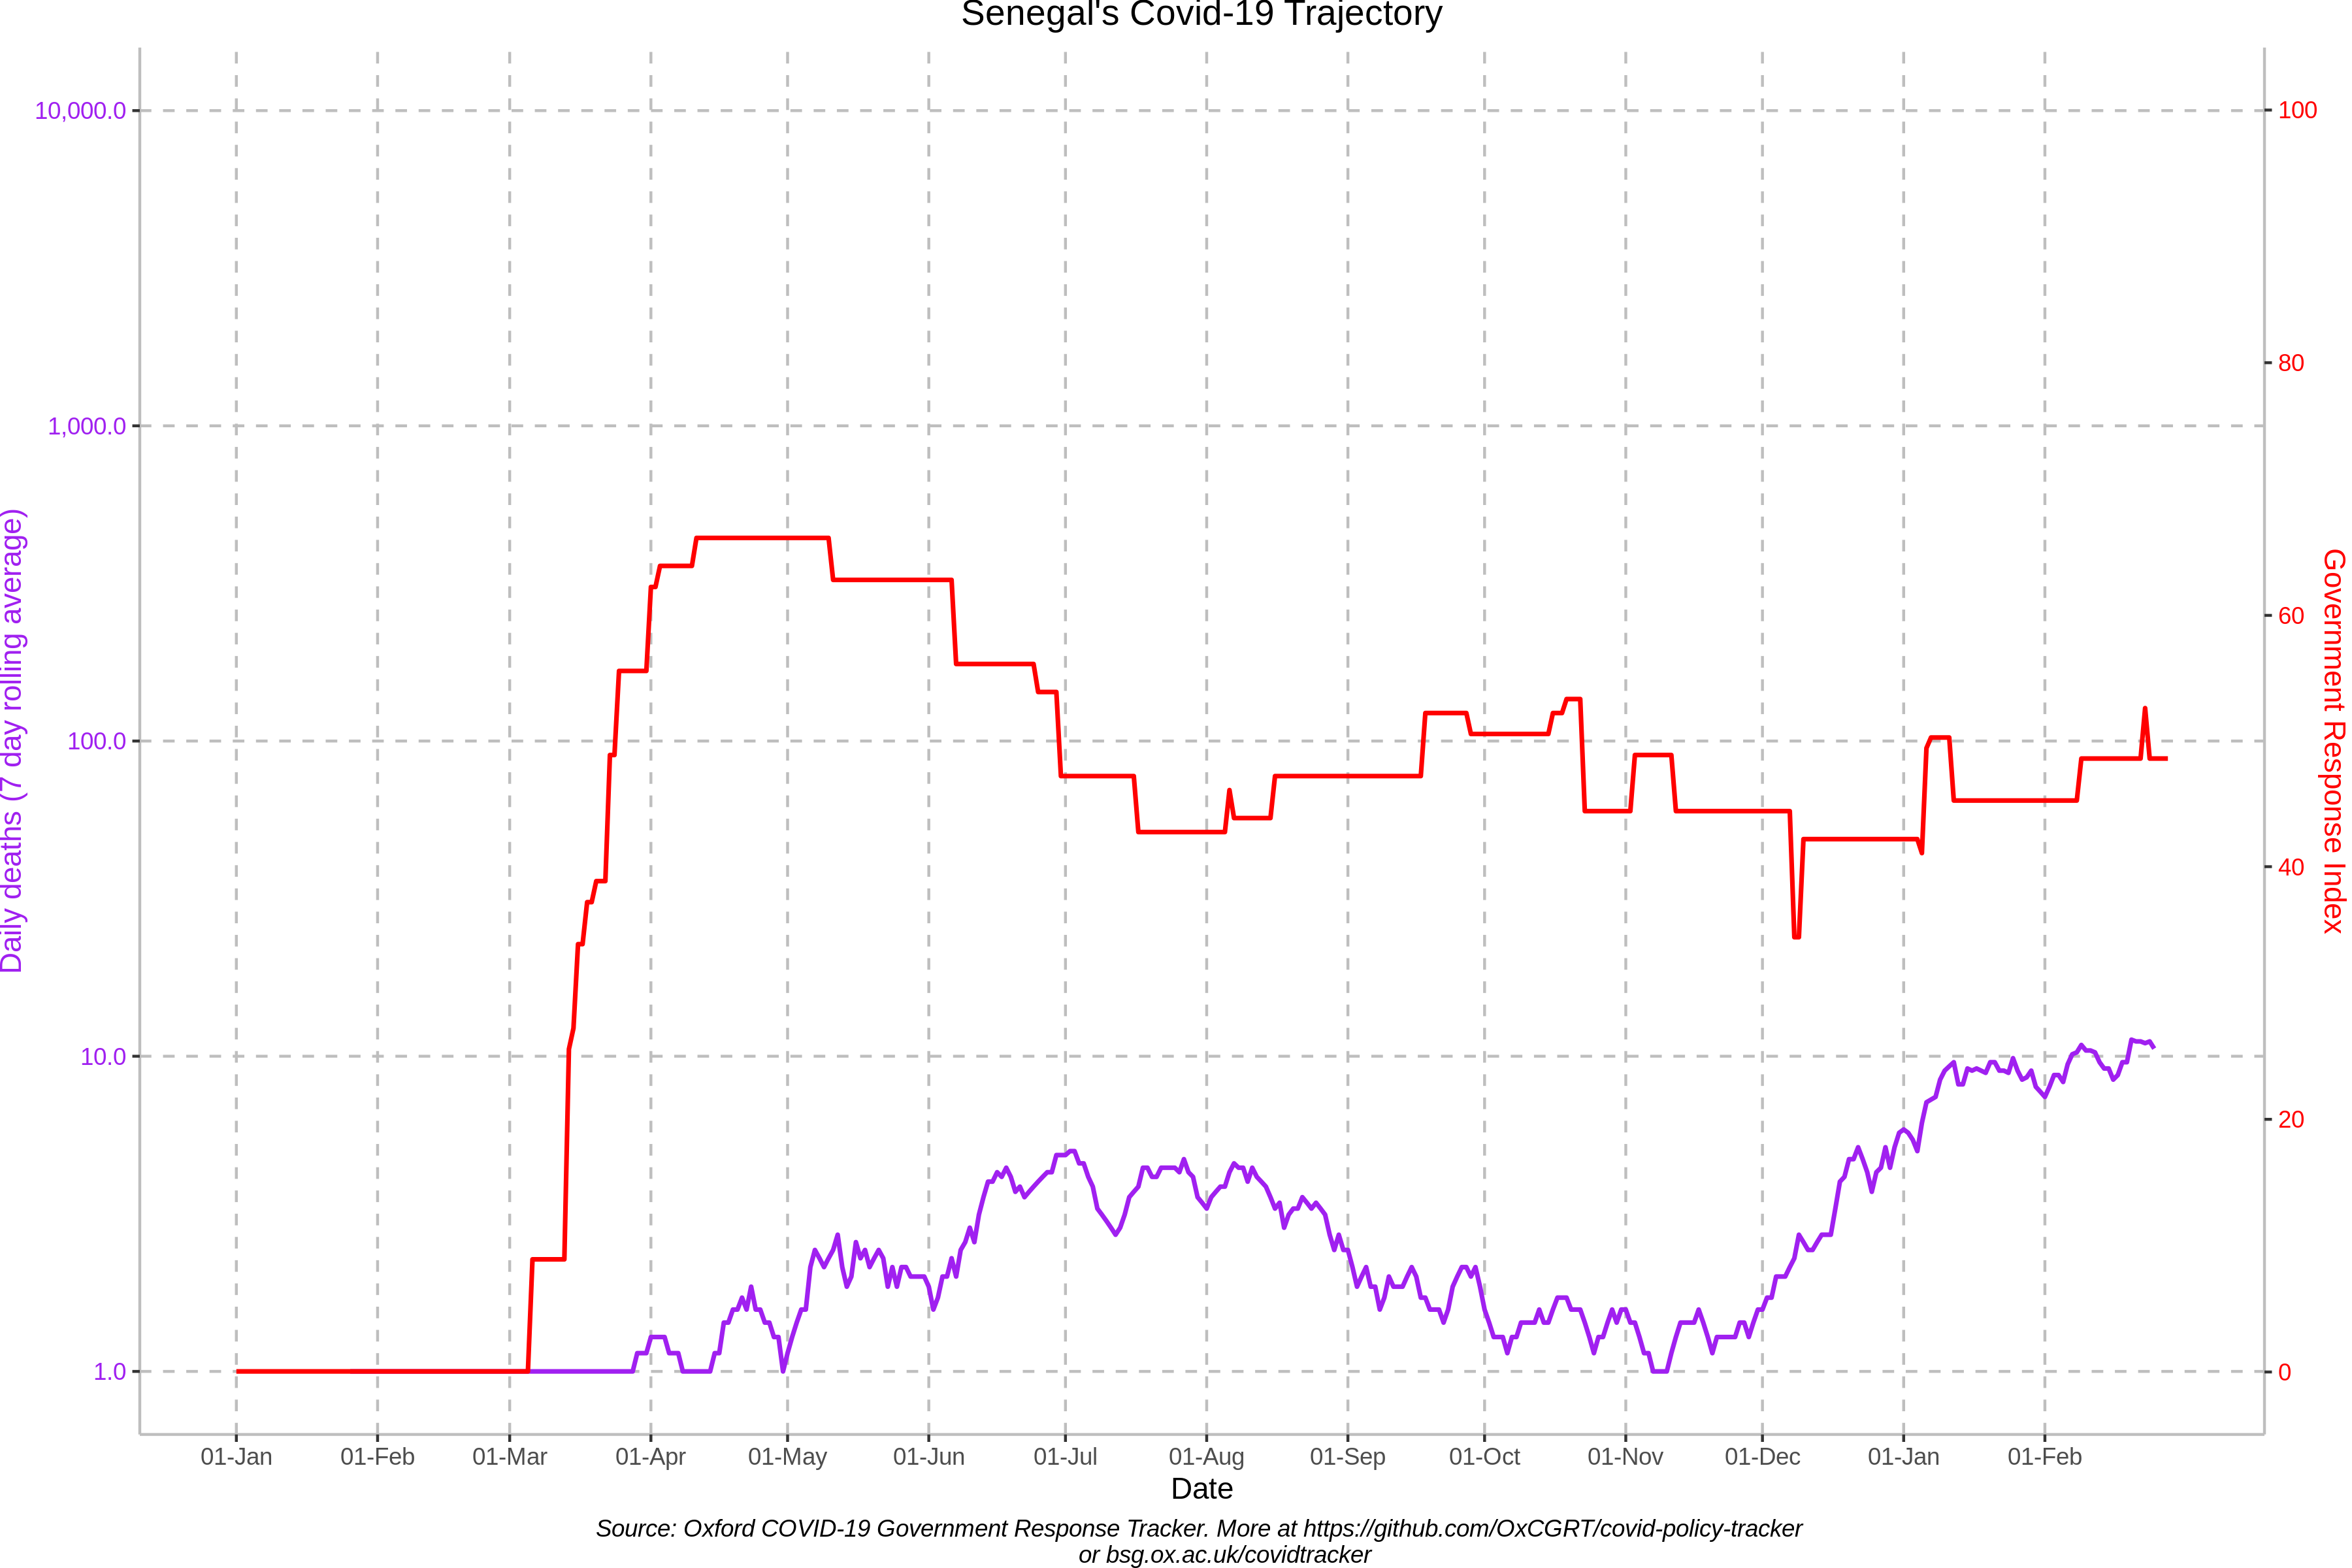 Senegal's Covid-19 Trajectory
10,000.0
1,000.0
100.0
10.0
1.0
Daily deaths (7 day rolling average)
100
80
60
40
20
0
Government Response Index
01-Jan
01-Feb
01-Mar
01-Apr
01-May
01-Jun
01-Jul
01-Aug
01-Sep
01-Oct
01-Nov
01-Dec
01-Jan
01-Feb
Date
Source: Oxford COVID-19 Government Response Tracker. More at https://github.com/OxCGRT/covid-policy-tracker
or bsg.ox.ac.uk/covidtracker